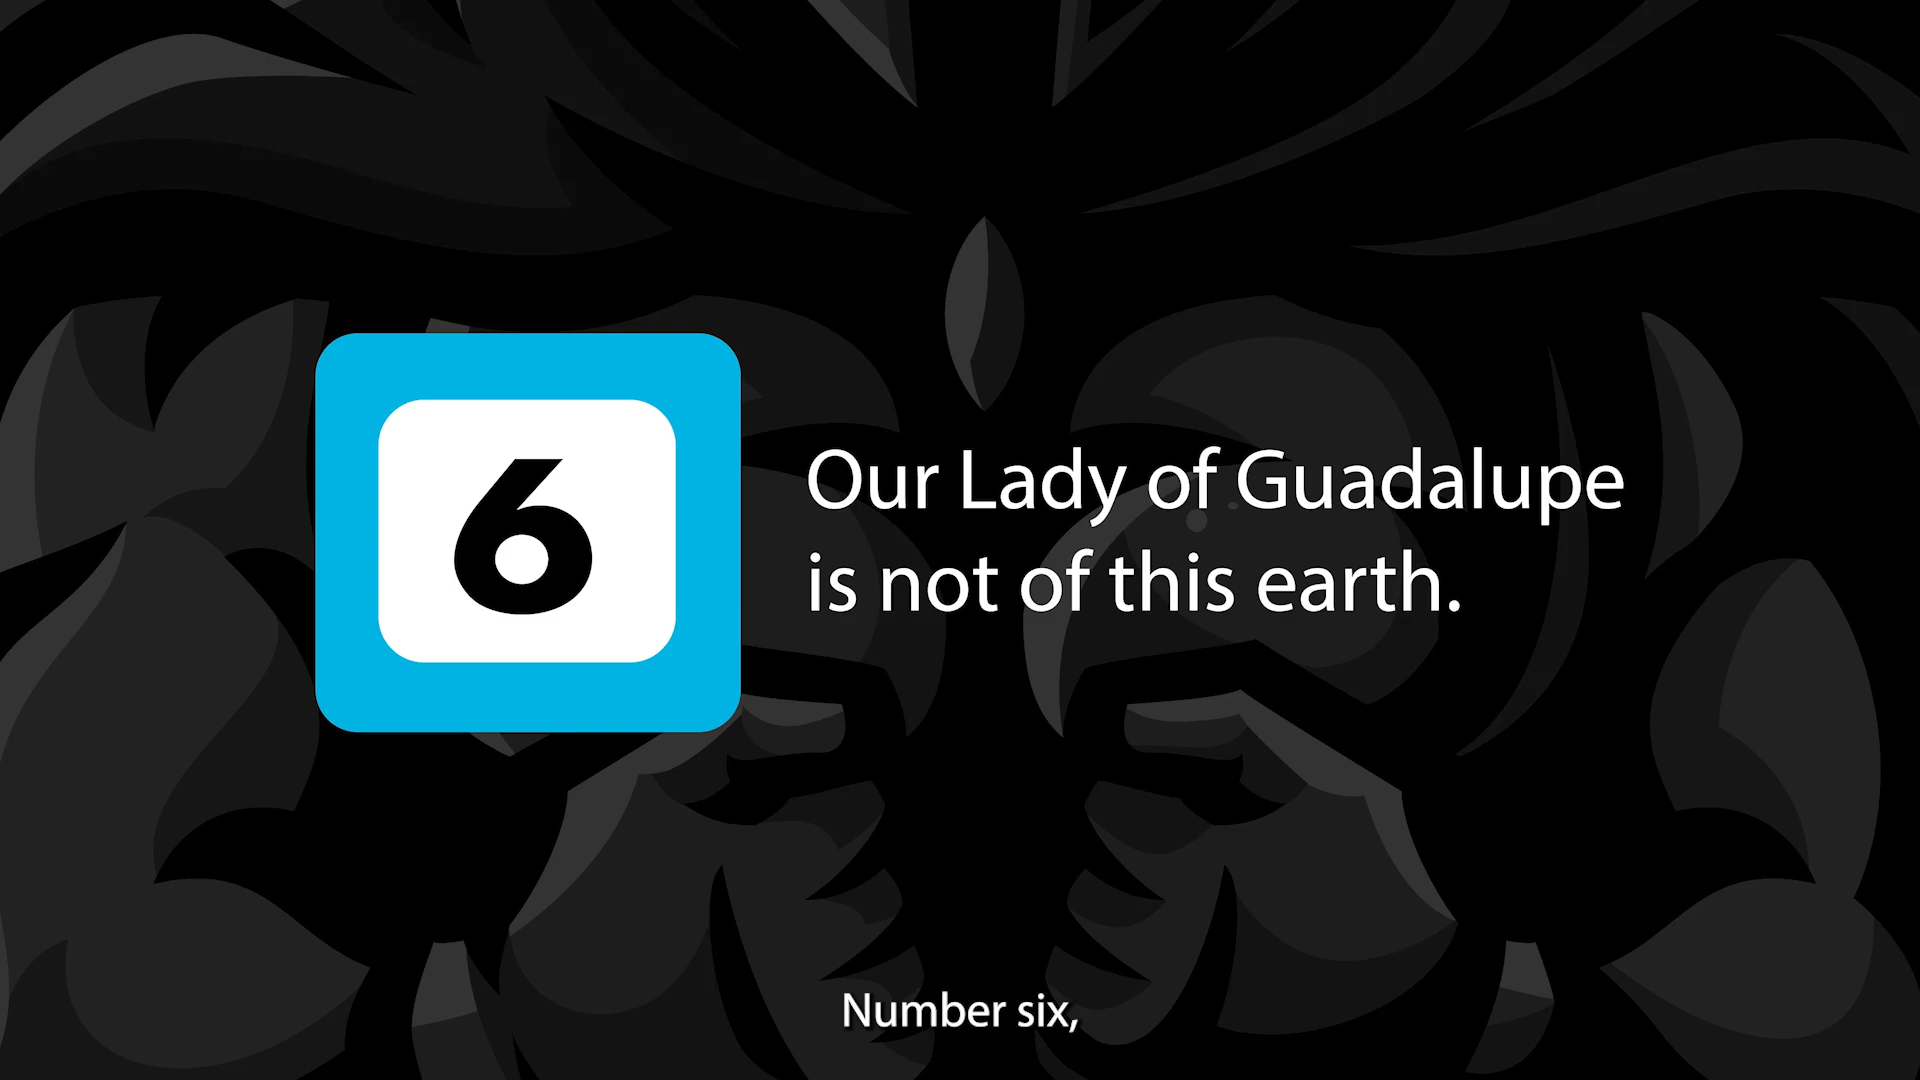 6
Our Lady of Guadalupe
is not of this earth.
Number six,